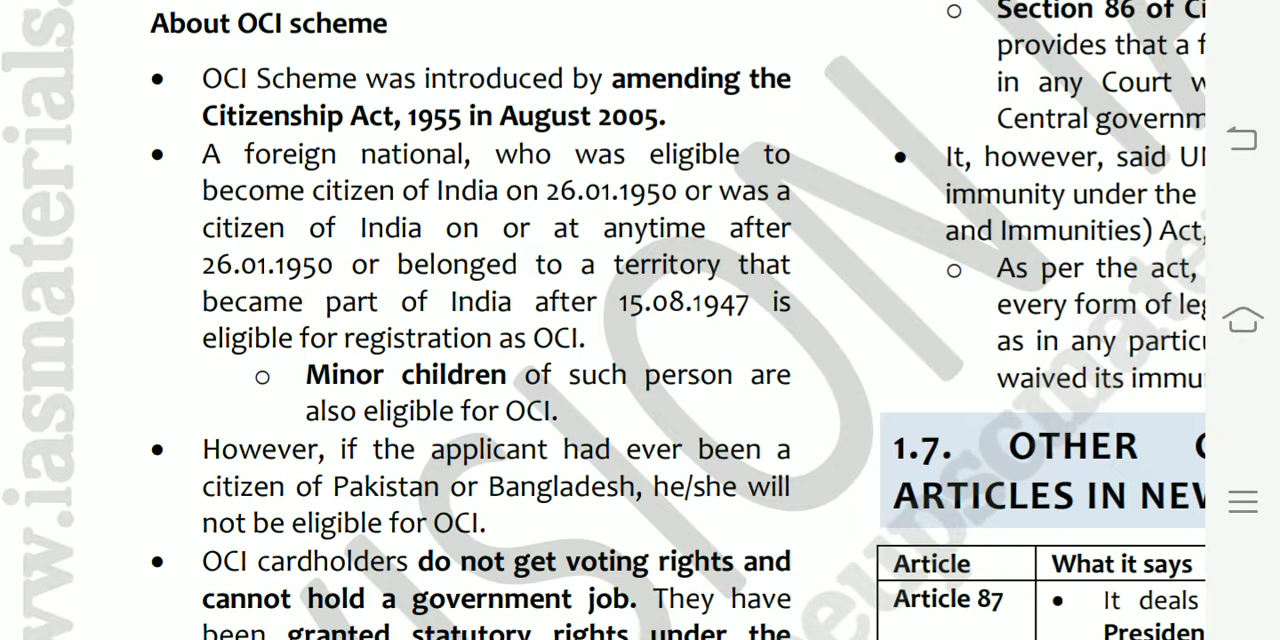 About OCI scheme
• OCI Scheme was introduced by amending the
Citizenship Act, 1955 in August 2005.
• A foreign national, who was eligible to
become citizen of India on 26.01.1950 or was a
citizen of India on or at anytime after
26.01.1950 or belonged to a territory that
became part of India after 15.08.1947 is
eligible for registration as OCI.
o Minor children of such person are
also eligible for OCI.
• However, if the applicant had ever been a
citizen of Pakistan or Bangladesh, he/she will
not be eligible for OCI.
• OCI cardholders do not get voting rights and
cannot hold a government job. They have
been granted statutory rights under the
o Section 86 of Ci
provides that a f
in any Court w
Central governm
• It, however, said UN
immunity under the
and Immunities) Act,
o As per the act,
every form of leg
as in any particu
waived its immu
1.7. OTHER
ARTICLES IN NEW
Article What it says
Article 87 • It deals
Presiden
www.iasmaterials.
VISION IA